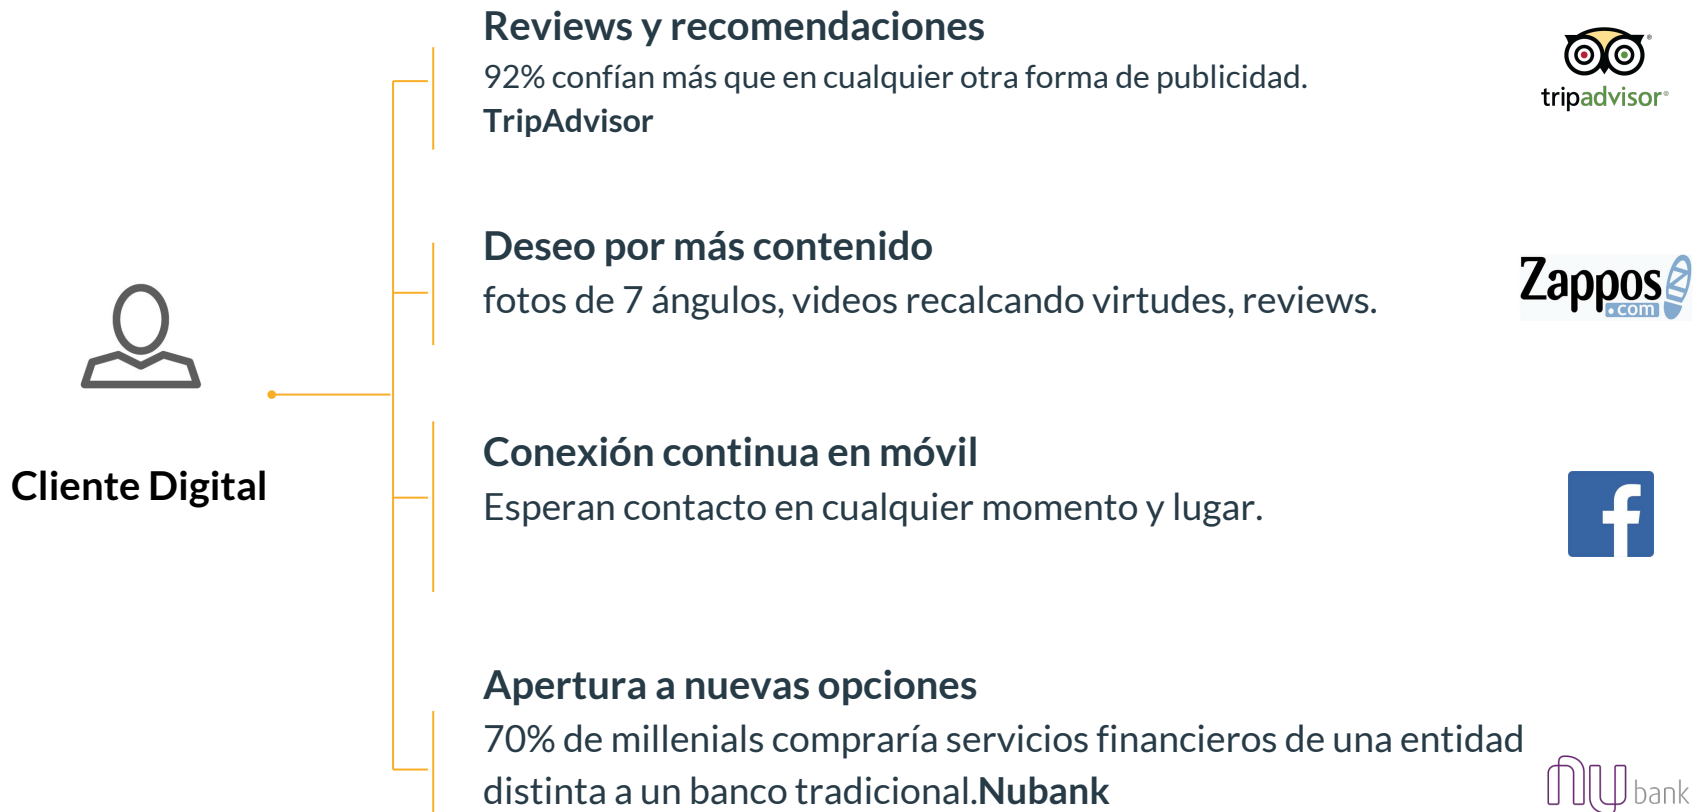 Reviews y recomendaciones
92% confían más que en cualquier otra forma de publicidad.
TripAdvisor
tripadvisor®
Deseo por más contenido
fotos de 7 ángulos, videos recalcando virtudes, reviews.
Zappos
.com
Cliente Digital
Conexión continua en móvil
Esperan contacto en cualquier momento y lugar.
f
Apertura a nuevas opciones
70% de millenials compraría servicios financieros de una entidad
distinta a un banco tradicional.Nubank
nu bank